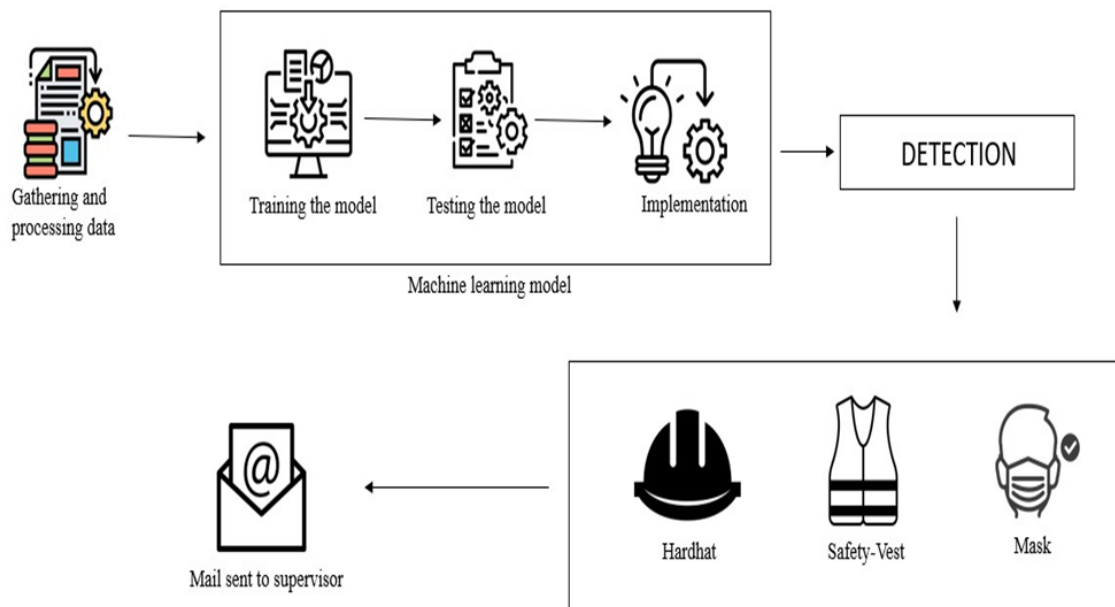 Gathering and
processing data
Training the model
Testing the model
Implementation
Machine learning model
DETECTION
Hardhat
Safety-Vest
Mask
@
Mail sent to supervisor